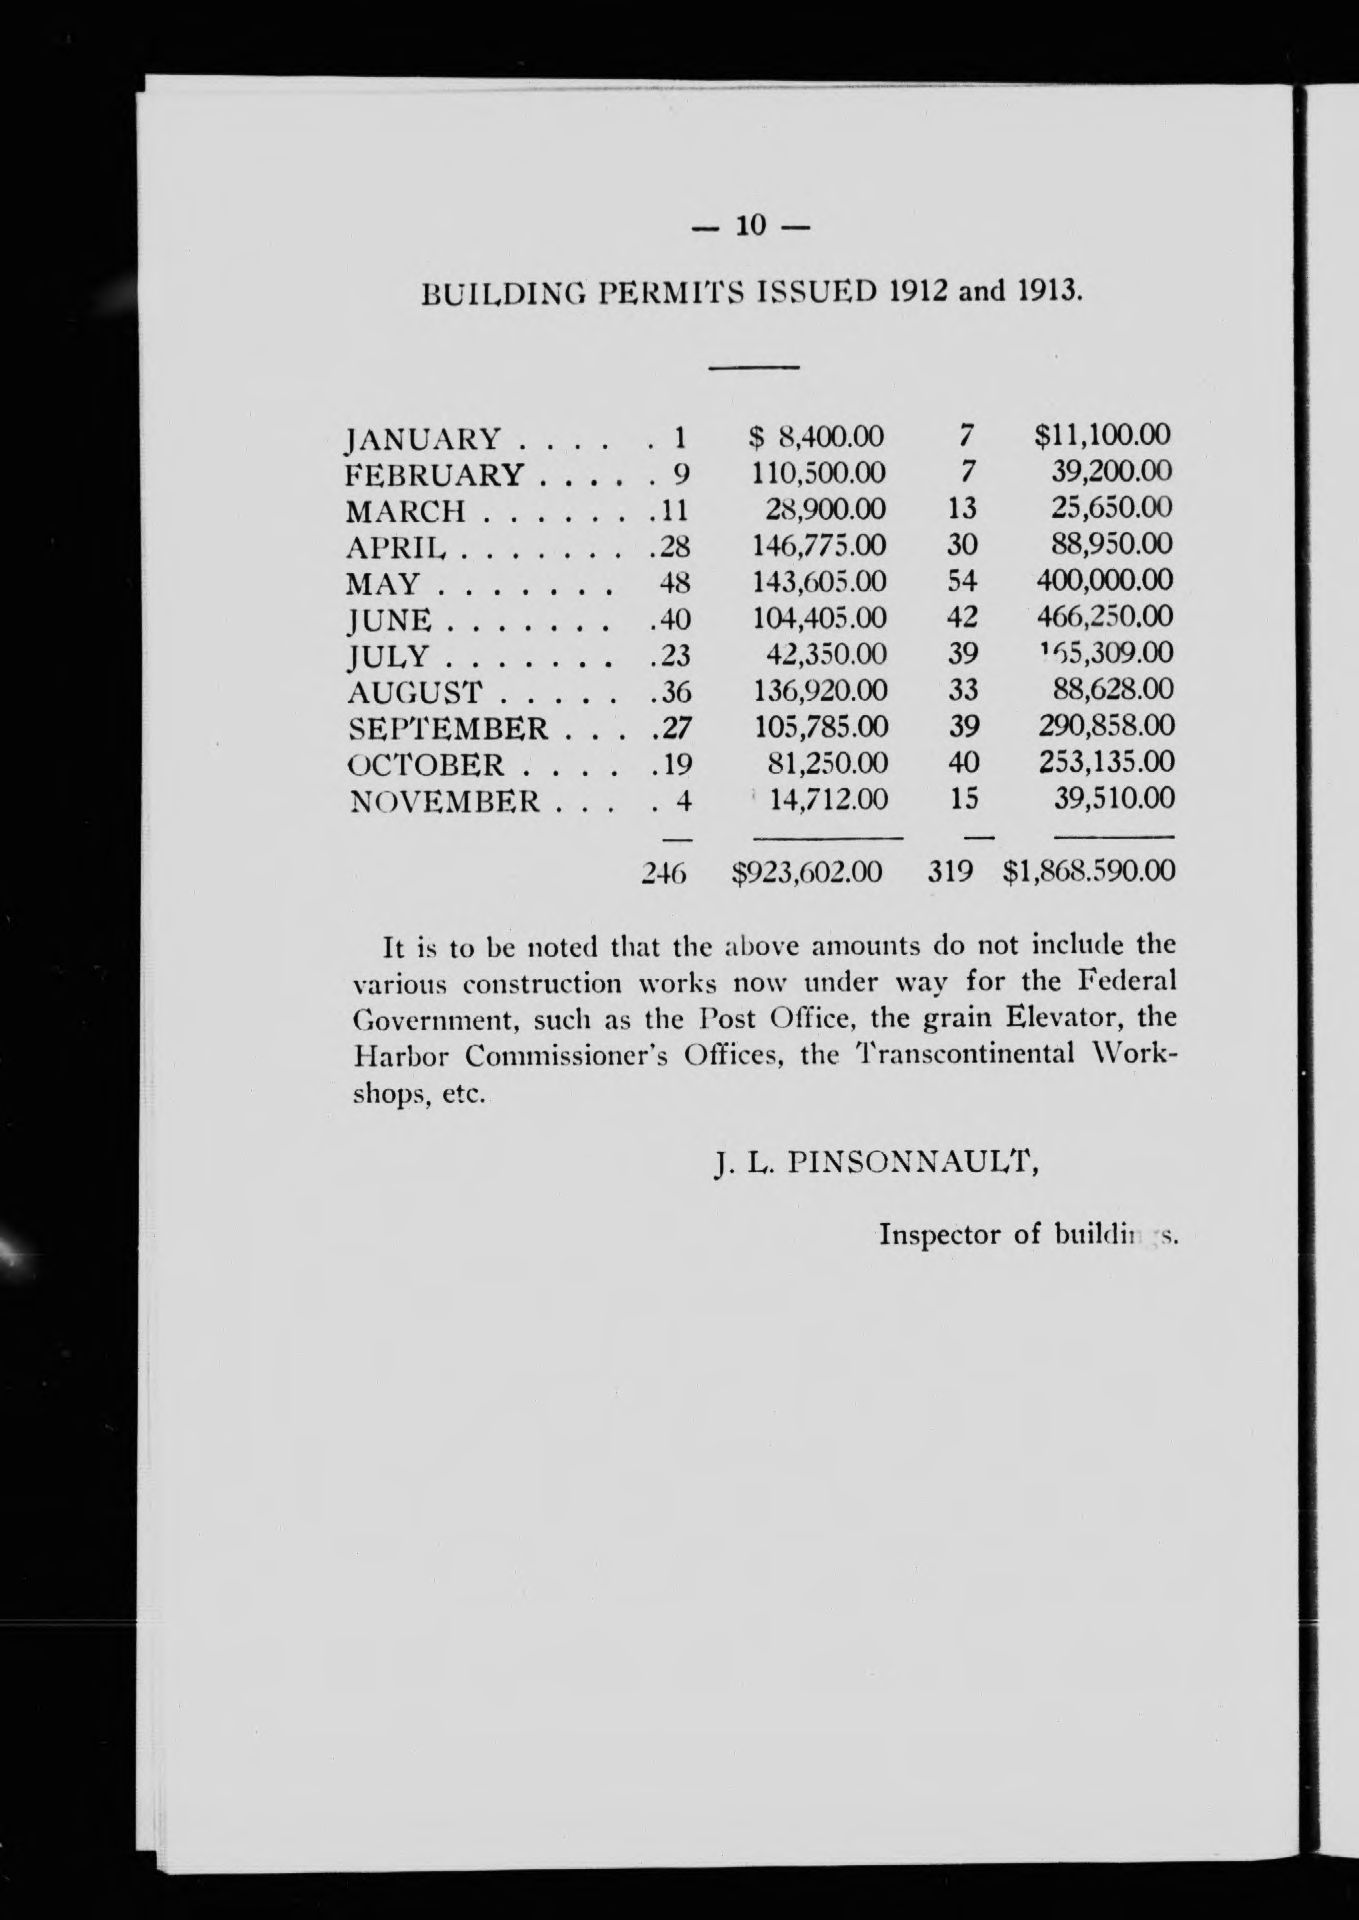 — 10 —
BUILDING PERMITS ISSUED 1912 and 1913.
JANUARY . . . . . . 1 $ 8,400.00 7 $11,100.00
FEBRUARY . . . . . . 9 110,500.00 7 39,200.00
MARCH . . . . . . . 11 28,900.00 13 25,650.00
APRIL . . . . . . . . 28 146,775.00 30 88,950.00
MAY . . . . . . . 48 143,605.00 54 400,000.00
JUNE . . . . . . . . 40 104,405.00 42 466,250.00
JULY . . . . . . . . 23 42,350.00 39 165,309.00
AUGUST . . . . . . 36 136,920.00 33 88,628.00
SEPTEMBER . . . . 27 105,785.00 39 290,858.00
OCTOBER . . . . . 19 81,250.00 40 253,135.00
NOVEMBER . . . . 4 14,712.00 15 39,510.00
246 $923,602.00 319 $1,868.590.00
It is to be noted that the above amounts do not include the
various construction works now under way for the Federal
Government, such as the Post Office, the grain Elevator, the
Harbor Commissioner's Offices, the Transcontinental Work-
shops, etc.
J. L. PINSONNAULT,
Inspector of buildings.